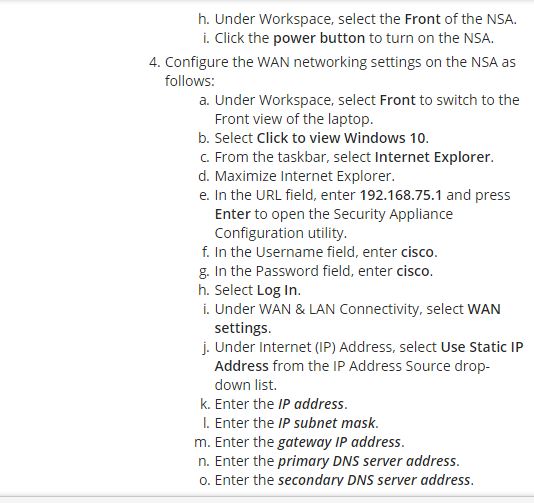 h. Under Workspace, select the Front of the NSA.
i. Click the power button to turn on the NSA.
4. Configure the WAN networking settings on the NSA as
follows:
a. Under Workspace, select Front to switch to the
Front view of the laptop.
b. Select Click to view Windows 10.
c. From the taskbar, select Internet Explorer.
d. Maximize Internet Explorer.
e. In the URL field, enter 192.168.75.1 and press
Enter to open the Security Appliance
Configuration utility.
f. In the Username field, enter cisco.
g. In the Password field, enter cisco.
h. Select Log In.
i. Under WAN & LAN Connectivity, select WAN
settings.
j. Under Internet (IP) Address, select Use Static IP
Address from the IP Address Source drop-
down list.
k. Enter the IP address.
l. Enter the IP subnet mask.
m. Enter the gateway IP address.
n. Enter the primary DNS server address.
o. Enter the secondary DNS server address.